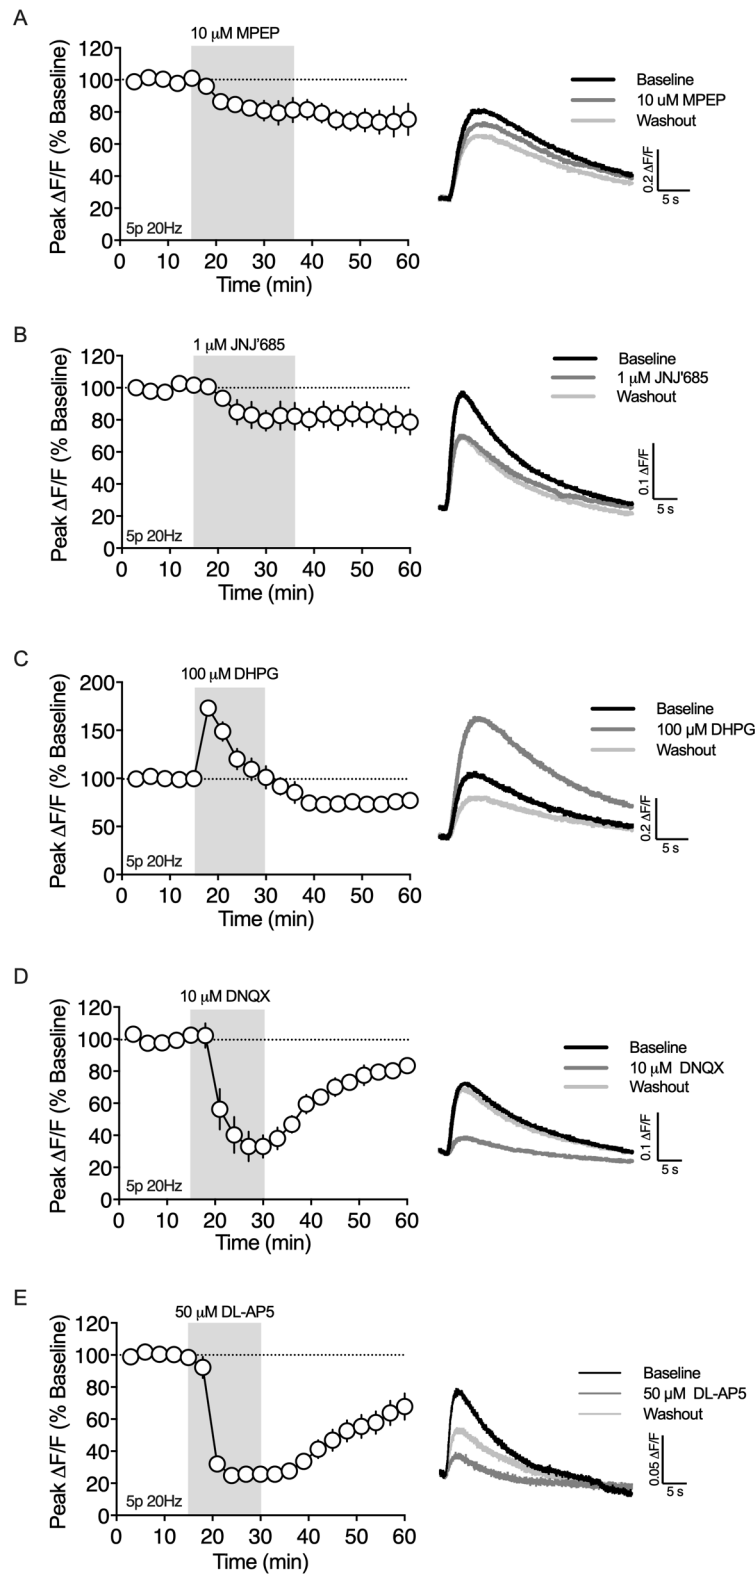 A
10 µM MPEP
Peak ΔF/F (% Baseline)
120
100
80
60
40
20
0
5p 20Hz
0 10 20 30 40 50 60
Time (min)
Baseline
10 uM MPEP
Washout
0.2 ΔF/F
5 s
B
1 µM JNJ'685
Peak ΔF/F (% Baseline)
120
100
80
60
40
20
0
5p 20Hz
0 10 20 30 40 50 60
Time (min)
Baseline
1 µM JNJ'685
Washout
0.1 ΔF/F
5 s
C
100 µM DHPG
Peak ΔF/F (% Baseline)
200
150
100
50
0
5p 20Hz
0 10 20 30 40 50 60
Time (min)
Baseline
100 µM DHPG
Washout
0.2 ΔF/F
5 s
D
10 µM DNQX
Peak ΔF/F (% Baseline)
120
100
80
60
40
20
0
5p 20Hz
0 10 20 30 40 50 60
Time (min)
Baseline
10 µM DNQX
Washout
0.1 ΔF/F
5 s
E
50 µM DL-AP5
Peak ΔF/F (% Baseline)
120
100
80
60
40
20
0
5p 20Hz
0 10 20 30 40 50 60
Time (min)
Baseline
50 µM DL-AP5
Washout
0.05 ΔF/F
5 s